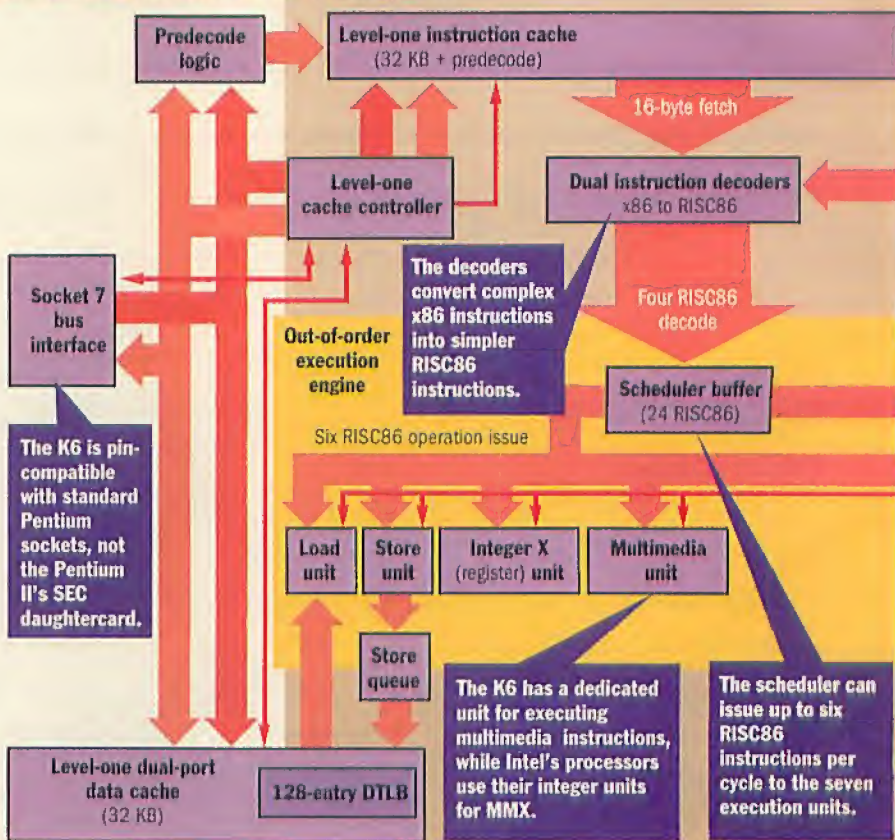 Predecode
logic
Level-one instruction cache
(32 KB + predecode)
16-byte fetch
Level-one
cache controller
Dual instruction decoders
x86 to RISC86
Socket 7
bus
interface
The decoders
convert complex
x86 instructions
into simpler
RISC86
instructions.
Four RISC86
decode
Out-of-order
execution
engine
Scheduler buffer
(24 RISC86)
Six RISC86 operation issue
The K6 is pin-
compatible
with standard
Pentium
sockets, not
the Pentium
II's SEC
daughtercard.
Load
unit
Store
unit
Integer X
(register) unit
Multimedia
unit
Store
queue
The K6 has a dedicated
unit for executing
multimedia instructions,
while Intel's processors
use their integer units
for MMX.
The scheduler can
issue up to six
RISC86
instructions per
cycle to the seven
execution units.
Level-one dual-port
data cache
(32 KB)
128-entry DTLB